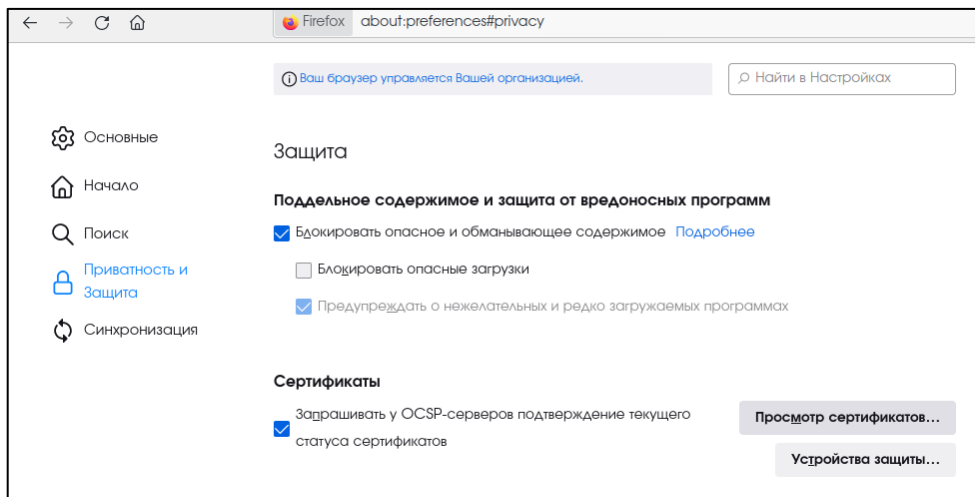 Firefox about:preferences#privacy
Ваш браузер управляется Вашей организацией.
Найти в Настройках
Основные
Начало
Поиск
Приватность и
Защита
Синхронизация
Защита
Поддельное содержимое и защита от вредоносных программ
Блокировать опасное и обманывающее содержимое Подробнее
Блокировать опасные загрузки
Предупреждать о нежелательных и редко загружаемых программах
Сертификаты
Запрашивать у OCSP-серверов подтверждение текущего
статуса сертификатов
Просмотр сертификатов...
Устройства защиты...